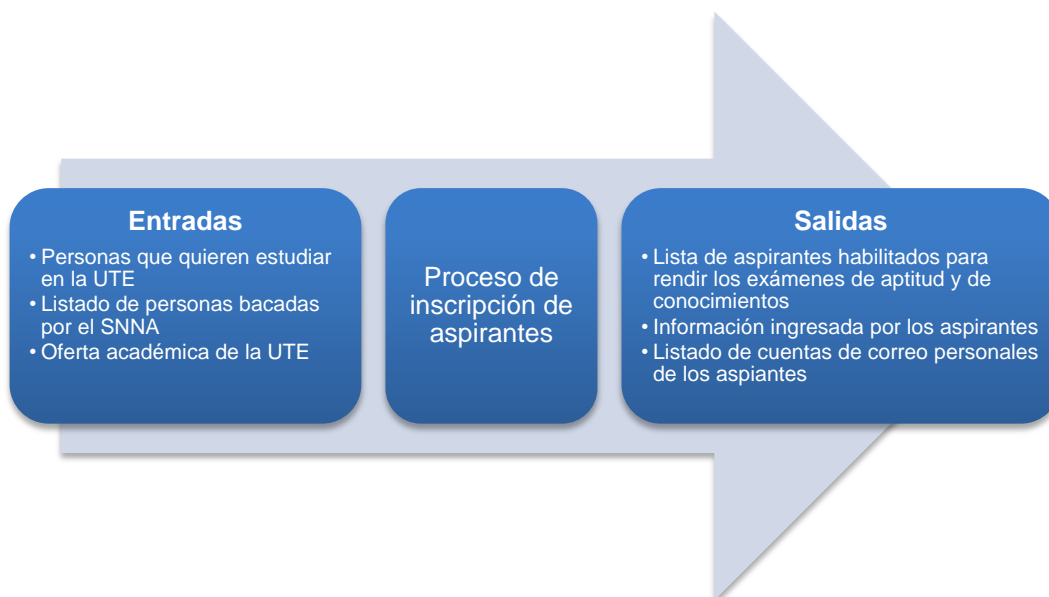 Entradas
• Personas que quieren estudiar
en la UTE
• Listado de personas bacadas
por el SNNA
• Oferta académica de la UTE
Proceso de
inscripción de
aspirantes
Salidas
• Lista de aspirantes habilitados para
rendir los exámenes de aptitud y de
conocimientos
• Información ingresada por los aspirantes
• Listado de cuentas de correo personales
de los aspiantes